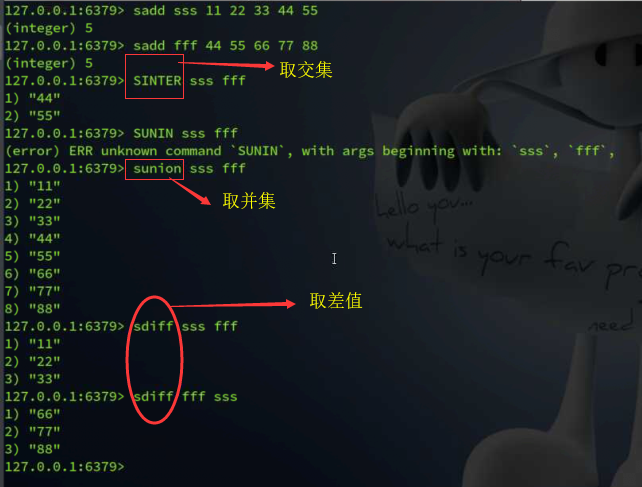 127.0.0.1:6379> sadd sss 11 22 33 44 55
(integer) 5
127.0.0.1:6379> sadd fff 44 55 66 77 88
(integer) 5
127.0.0.1:6379> SINTER sss fff
取交集
1) "44"
2) "55"
127.0.0.1:6379> SUNIN sss fff
(error) ERR unknown command `SUNIN`, with args beginning with: `sss`, `fff`,
127.0.0.1:6379> sunion sss fff
1) "11"
2) "22"
取并集
3) "33"
4) "44"
5) "55"
6) "66"
7) "77"
8) "88"
取差值
127.0.0.1:6379> sdiff sss fff
1) "11"
2) "22"
3) "33"
127.0.0.1:6379> sdiff fff sss
1) "66"
2) "77"
3) "88"
127.0.0.1:6379>
Hello you...
what is your fav pr
need